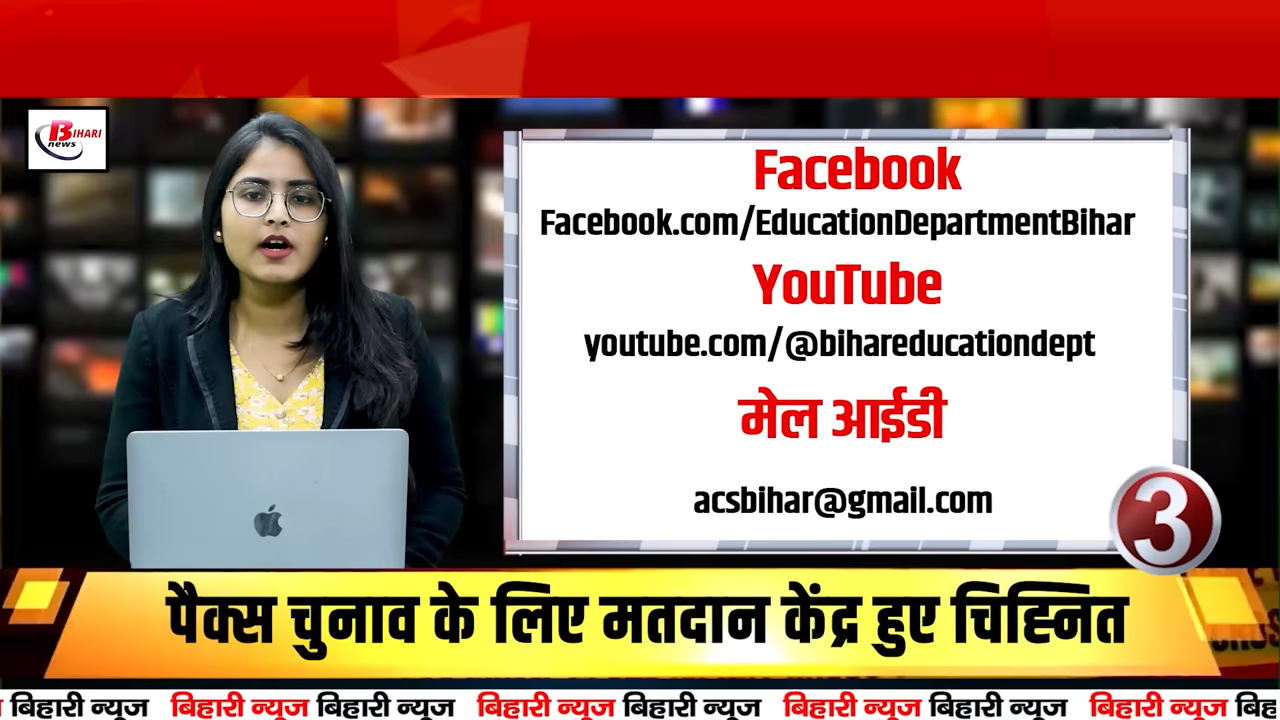 BIHARI
news
Facebook
Facebook.com/EducationDepartmentBihar
YouTube
youtube.com/@bihareducationdept
मेल आईडी
acsbihar@gmail.com
3
पैक्स चुनाव के लिए मतदान केंद्र हुए चिह्नित
बिहारी न्यूज बिहारी न्यूज बिहारी न्यूज बिहारी न्यूज बिहारी न्यूज बिहारी न्यूज बिहारी न्यूज बिहारी न्यूज